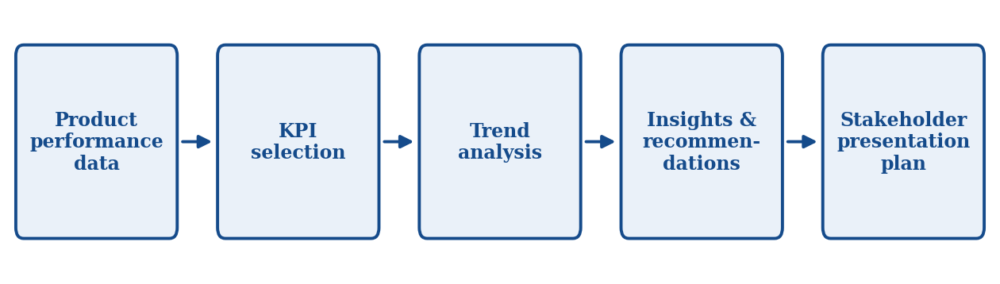 Product
performance
data
KPI
selection
Trend
analysis
Insights &
recommen-
dations
Stakeholder
presentation
plan